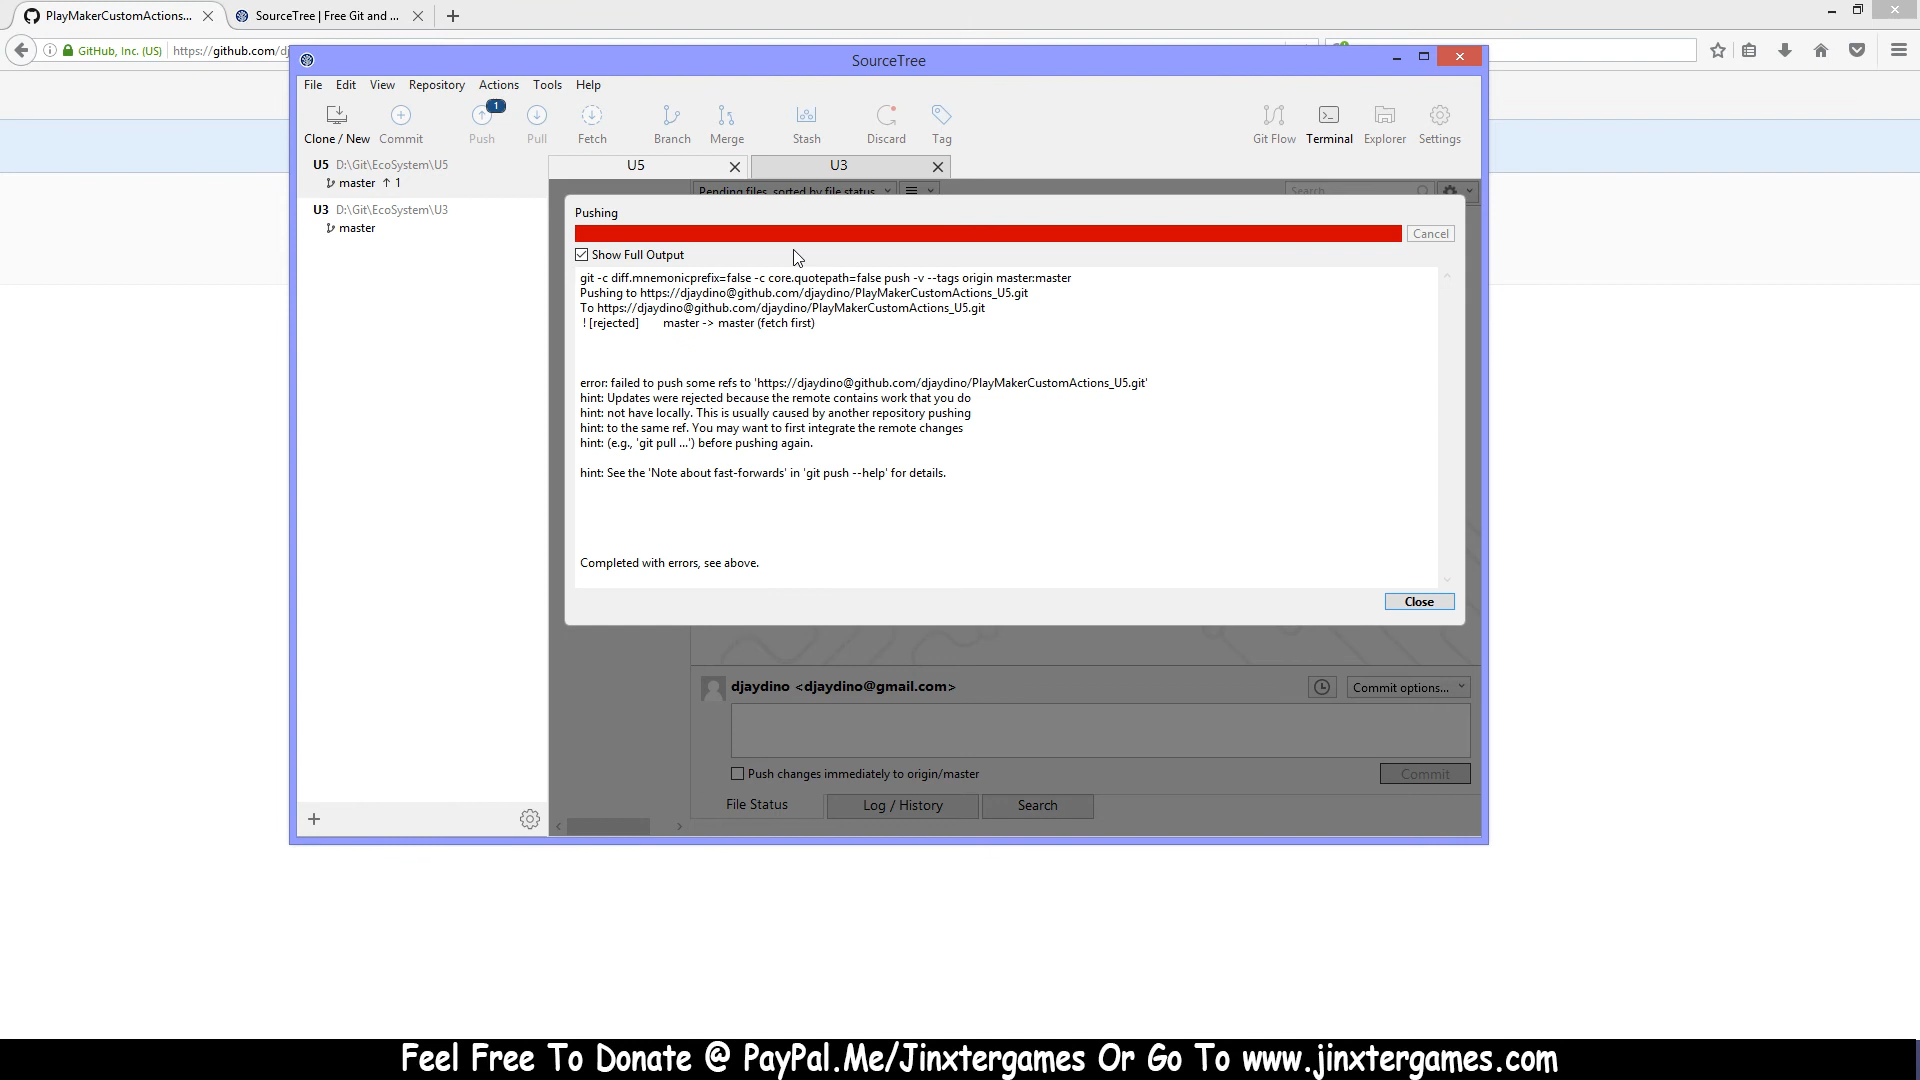 PlayMakerCustomActions...
SourceTree | Free Git and ...
GitHub, Inc. (US)
https://github.com/dj
SourceTree
File Edit View Repository Actions Tools Help
1
Clone / New Commit Push Pull Fetch Branch Merge Stash Discard Tag Git Flow Terminal Explorer Settings
U5 D:\Git\EcoSystem\U5
master ↑ 1
U3 D:\Git\EcoSystem\U3
master
U5
U3
Pending files, sorted by file status
Search
Pushing
Cancel
Show Full Output
git -c diff.mnemonicprefix=false -c core.quotepath=false push -v --tags origin master:master
Pushing to https://djaydino@github.com/djaydino/PlayMakerCustomActions_U5.git
To https://djaydino@github.com/djaydino/PlayMakerCustomActions_U5.git
! [rejected] master -> master (fetch first)
error: failed to push some refs to 'https://djaydino@github.com/djaydino/PlayMakerCustomActions_U5.git'
hint: Updates were rejected because the remote contains work that you do
hint: not have locally. This is usually caused by another repository pushing
hint: to the same ref. You may want to first integrate the remote changes
hint: (e.g., 'git pull ...') before pushing again.
hint: See the 'Note about fast-forwards' in 'git push --help' for details.
Completed with errors, see above.
Close
djaydino <djaydino@gmail.com>
Commit options...
Push changes immediately to origin/master
Commit
File Status
Log / History
Search
Feel Free To Donate @ PayPal.Me/Jinxtergames Or Go To www.jinxtergames.com